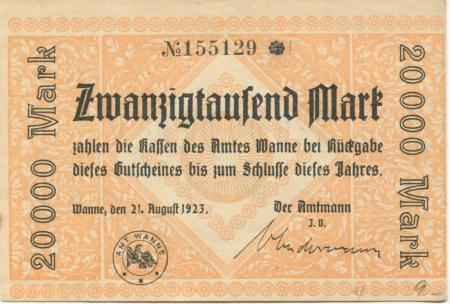 №155129
20000 Mark
Zwanzigtausend Mark
zahlen die Kassen des Amtes Wanne bei Rückgabe
dieses Gutscheines bis zum Schlusse dieses Jahres.
Wanne, den 21. August 1923.
Der Amtmann
J. V.
AMT WANNE
20000 Mark